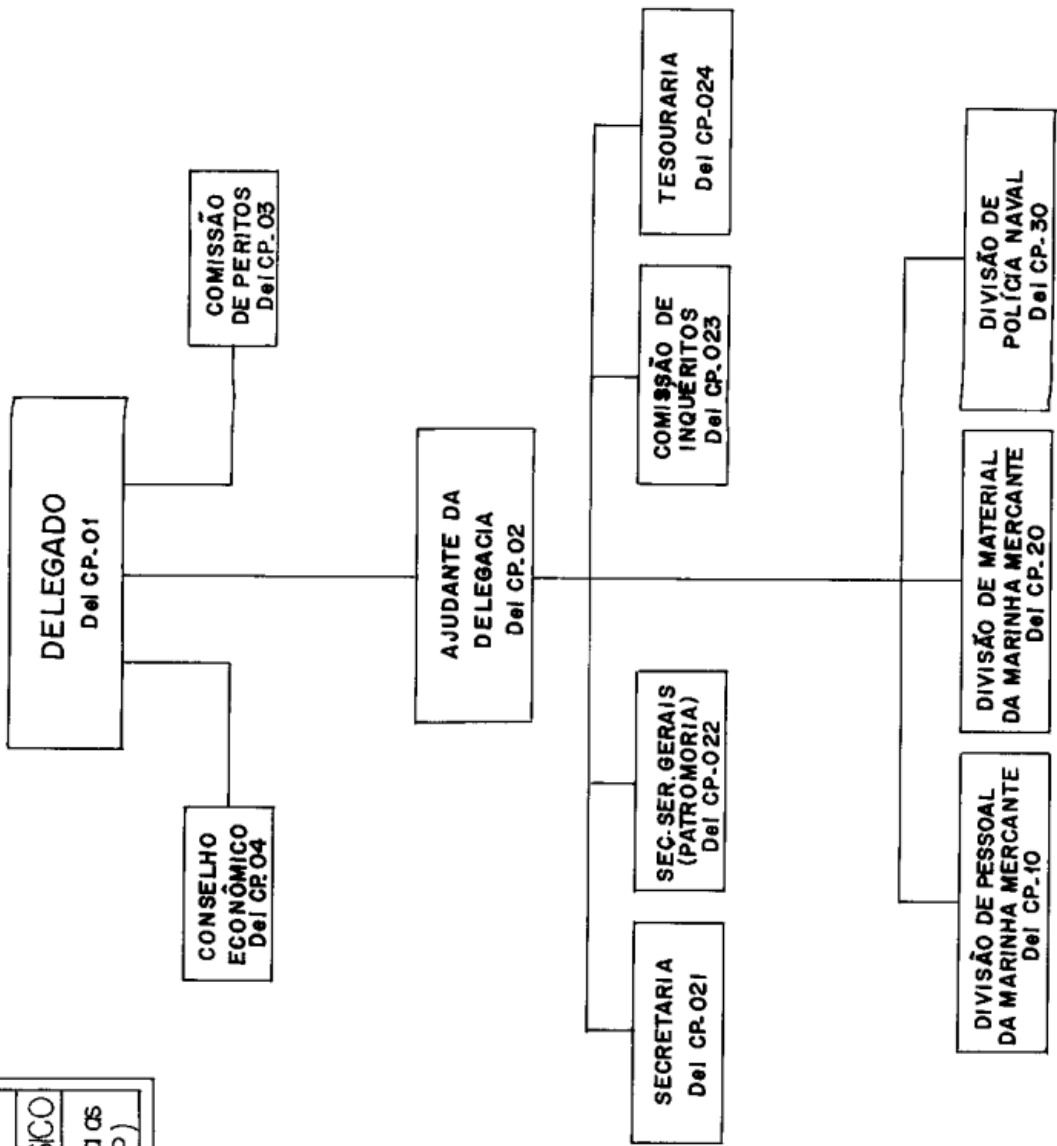 SICO
as
P)
DELEGADO
Del CP-01
CONSELHO
ECONÔMICO
Del CP.04
COMISSÃO
DE PERITOS
Del CP-03
AJUDANTE DA
DELEGACIA
Del CP-02
SECRETARIA
Del CP-021
SEÇ-SER. GERAIS
(PATROMORIA)
Del CP-022
COMISSÃO DE
INQUÉRITOS
Del CP-023
TESOURARIA
Del CP-024
DIVISÃO DE PESSOAL
DA MARINHA MERCANTE
Del CP-10
DIVISÃO DE MATERIAL
DA MARINHA MERCANTE
Del CP-20
DIVISÃO DE
POLÍCIA NAVAL
Del CP-30